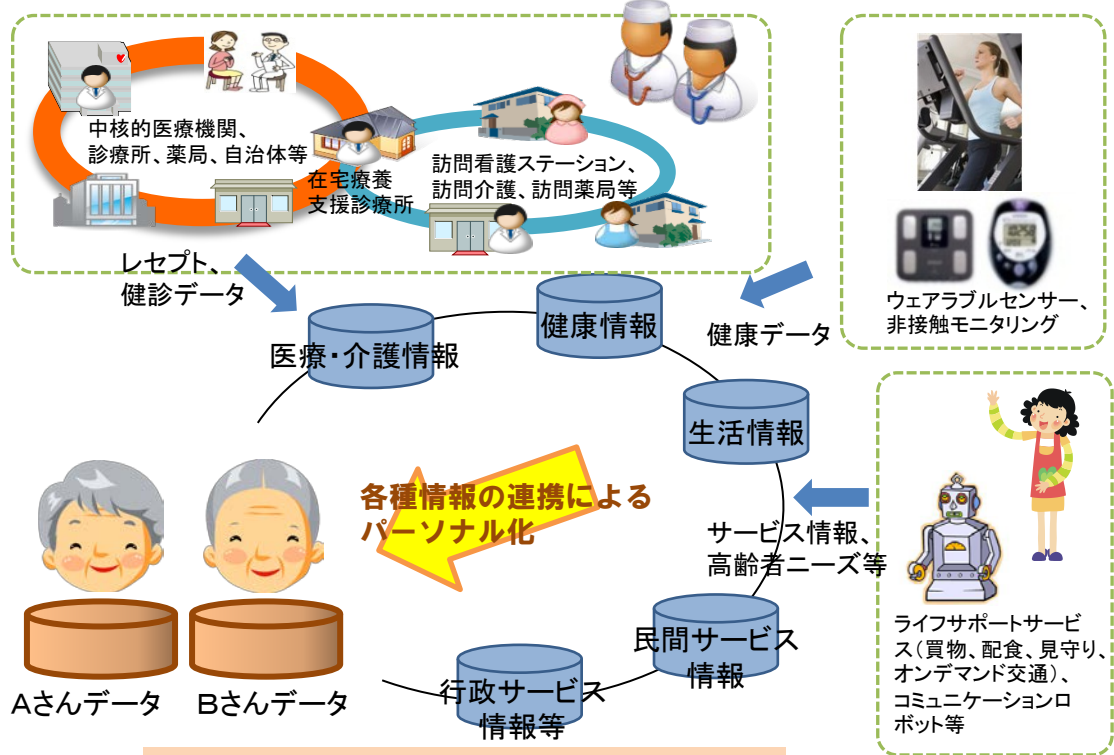 中核的医療機関、
診療所、薬局、自治体等
在宅療養
支援診療所
訪問看護ステーション、
訪問介護、訪問薬局等
レセプト、
健診データ
医療・介護情報
健康情報
健康データ
ウェアラブルセンサー、
非接触モニタリング
生活情報
各種情報の連携による
パーソナル化
サービス情報、
高齢者ニーズ等
ライフサポートサービ
ス(買物、配食、見守り、
オンデマンド交通)、
コミュニケーションロ
ボット等
民間サービス
情報
行政サービス
情報等
Aさんデータ
Bさんデータ